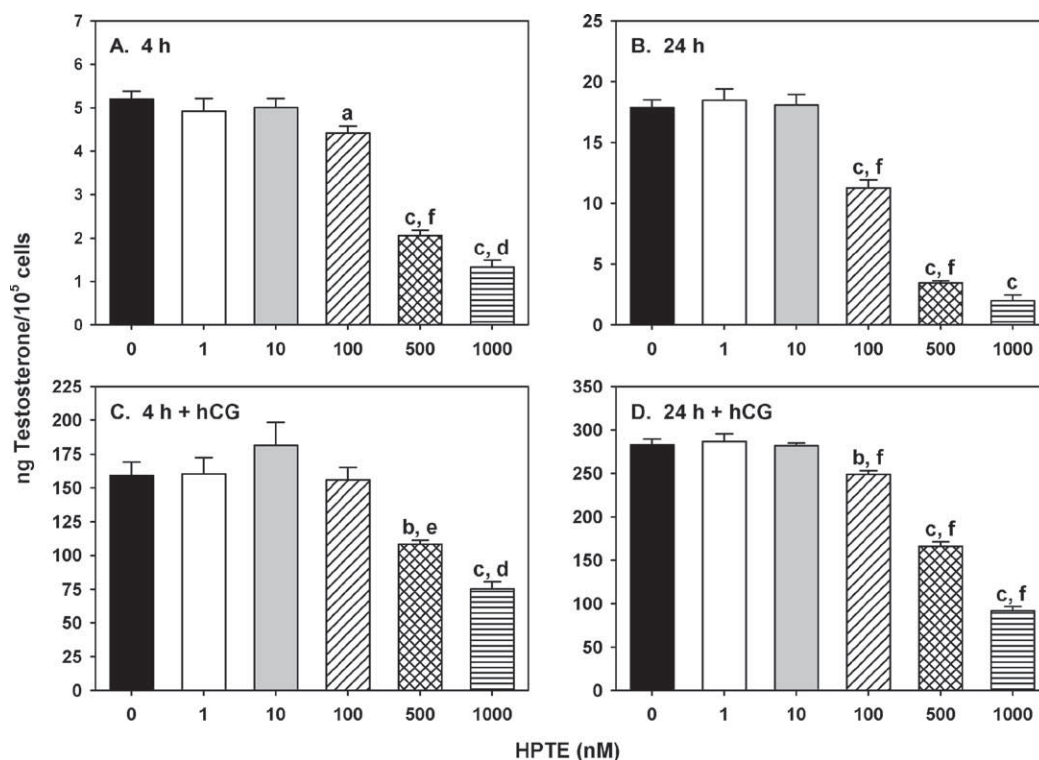 ng Testosterone/10⁵ cells
A. 4 h
7
6
5
4
3
2
1
0
a
c, f
c, d
0 1 10 100 500 1000
B. 24 h
25
20
15
10
5
0
c, f
c, f
c
0 1 10 100 500 1000
C. 4 h + hCG
225
200
175
150
125
100
75
50
25
0
b, e
c, d
0 1 10 100 500 1000
D. 24 h + hCG
350
300
250
200
150
100
50
0
b, f
c, f
c, f
0 1 10 100 500 1000
HPTE (nM)